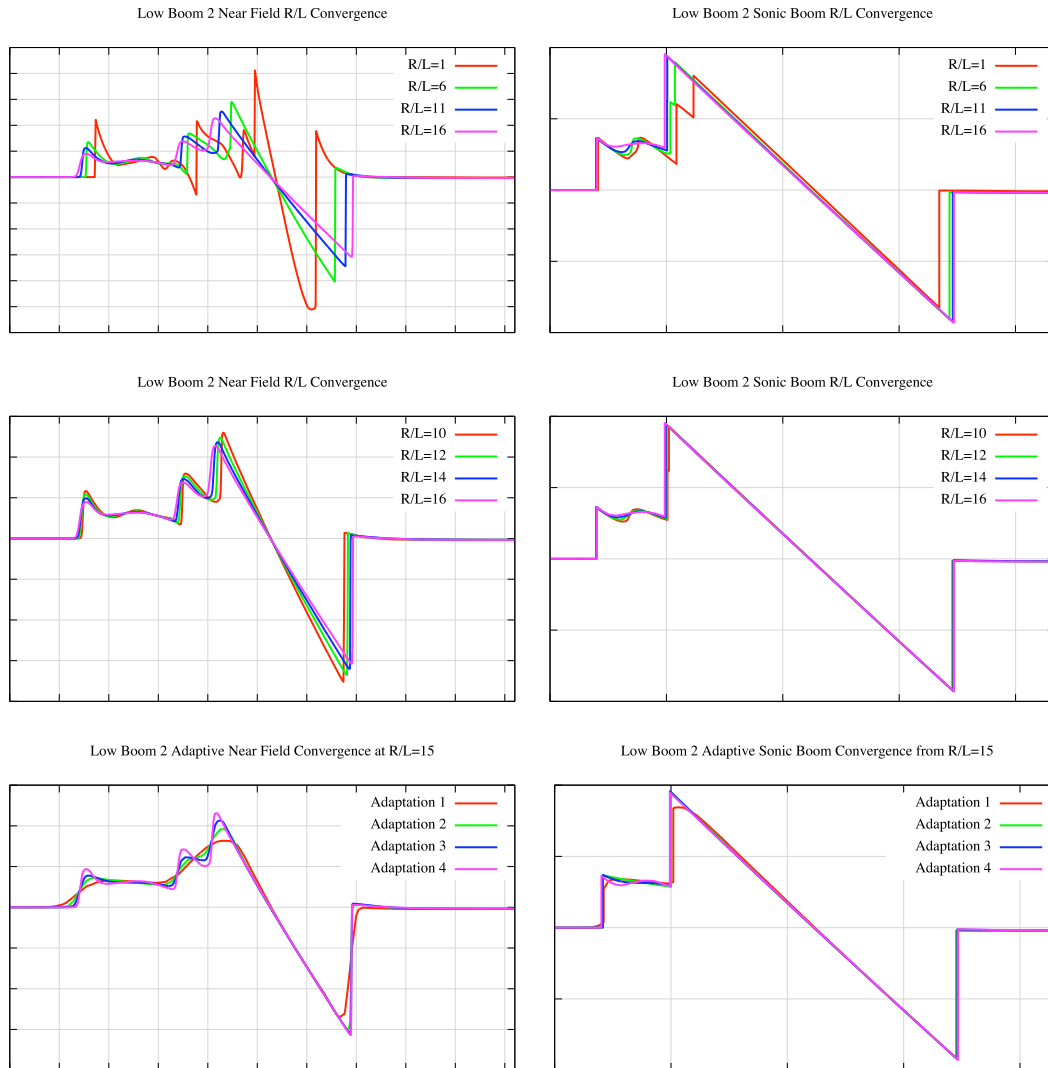 Low Boom 2 Near Field R/L Convergence
R/L=1
R/L=6
R/L=11
R/L=16
Low Boom 2 Sonic Boom R/L Convergence
R/L=1
R/L=6
R/L=11
R/L=16
Low Boom 2 Near Field R/L Convergence
R/L=10
R/L=12
R/L=14
R/L=16
Low Boom 2 Sonic Boom R/L Convergence
R/L=10
R/L=12
R/L=14
R/L=16
Low Boom 2 Adaptive Near Field Convergence at R/L=15
Adaptation 1
Adaptation 2
Adaptation 3
Adaptation 4
Low Boom 2 Adaptive Sonic Boom Convergence from R/L=15
Adaptation 1
Adaptation 2
Adaptation 3
Adaptation 4